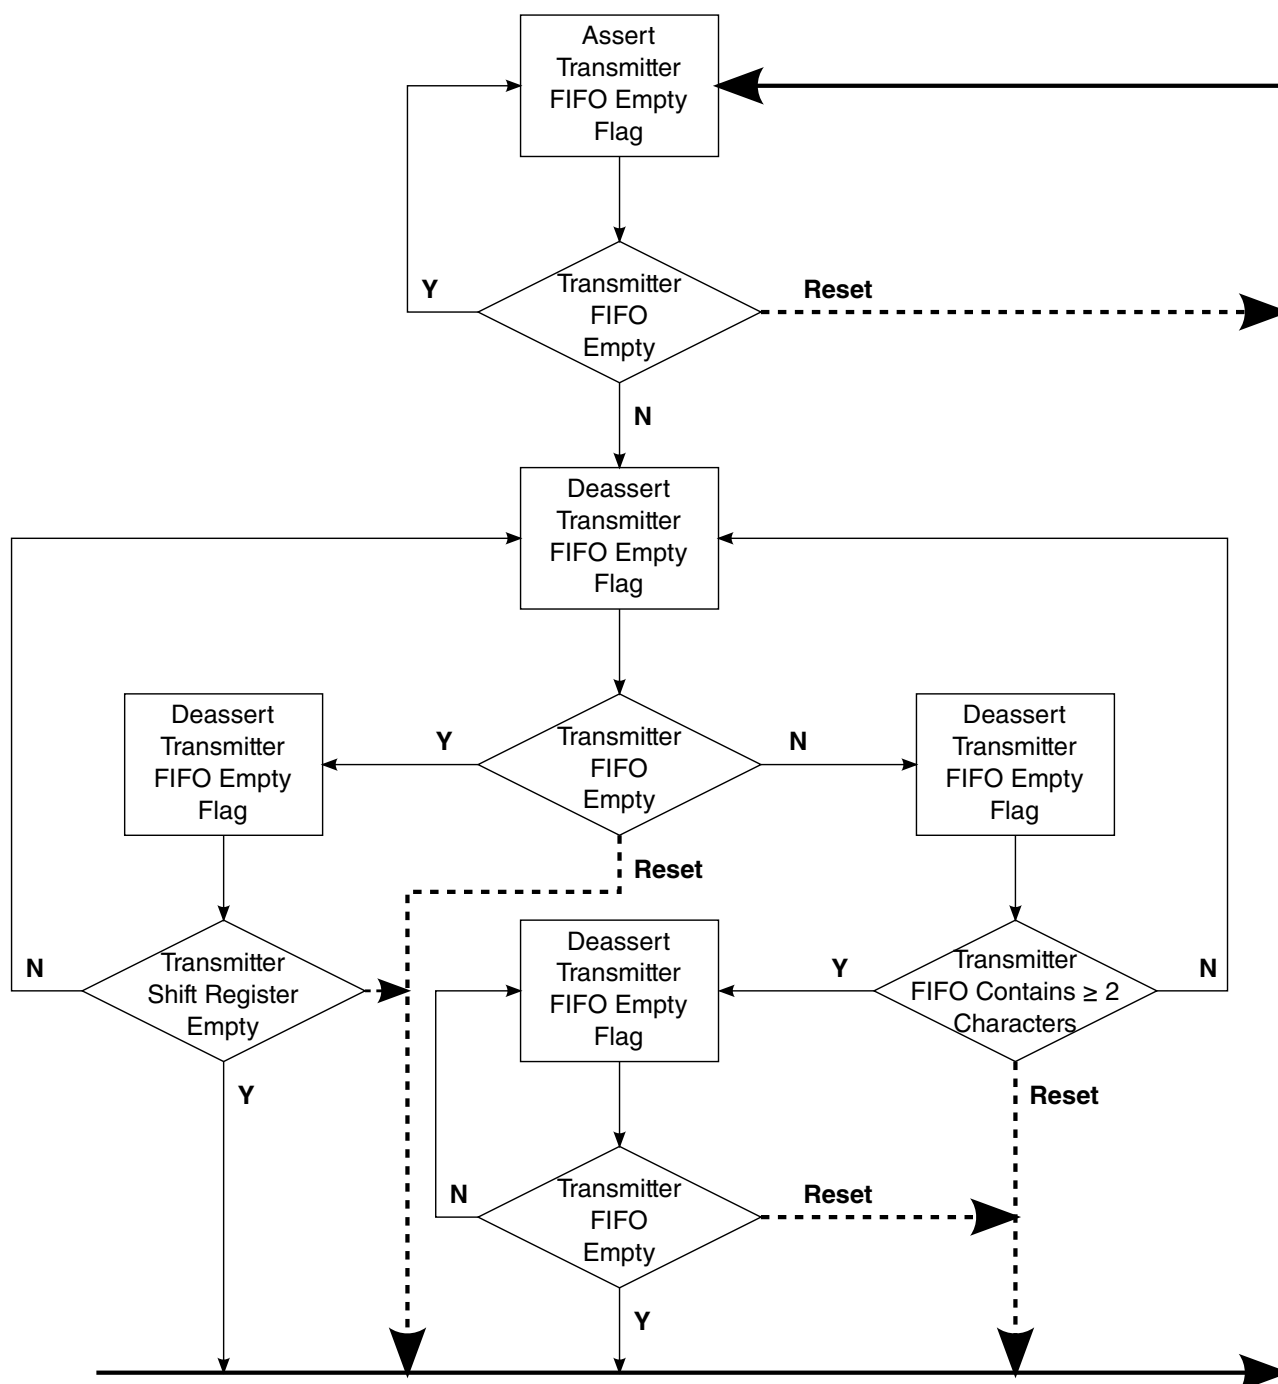 Assert
Transmitter
FIFO Empty
Flag
Y
Transmitter
FIFO
Empty
Reset
N
Deassert
Transmitter
FIFO Empty
Flag
Deassert
Transmitter
FIFO Empty
Flag
Y
Transmitter
FIFO
Empty
N
Deassert
Transmitter
FIFO Empty
Flag
Reset
N
Transmitter
Shift Register
Empty
Y
Deassert
Transmitter
FIFO Empty
Flag
Y
Transmitter
FIFO Contains ≥ 2
Characters
N
Reset
N
Transmitter
FIFO
Empty
Reset
Y